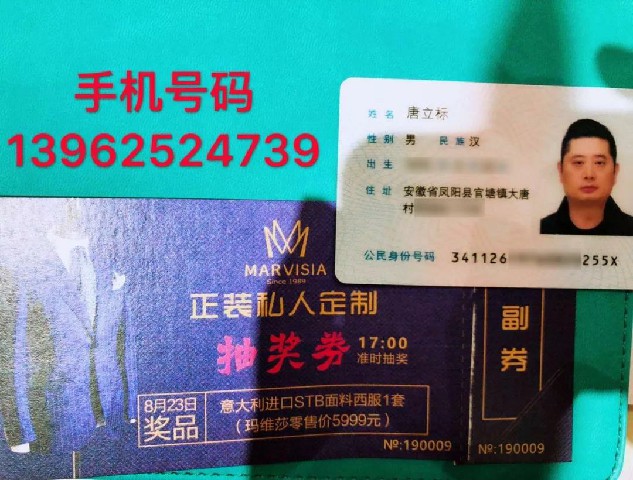 手机号码
13962524739
姓名 唐立标
性别 男 民族 汉
出生
住址 安徽省凤阳县官塘镇大唐
村
公民身份号码 341126 255X
MARVISIA
Since 1989
正装私人定制
抽奖券 17:00
准时抽奖
8月23日
奖品
意大利进口STB面料西服1套
(玛维莎零售价5999元)
№:190009
副券
№:190009